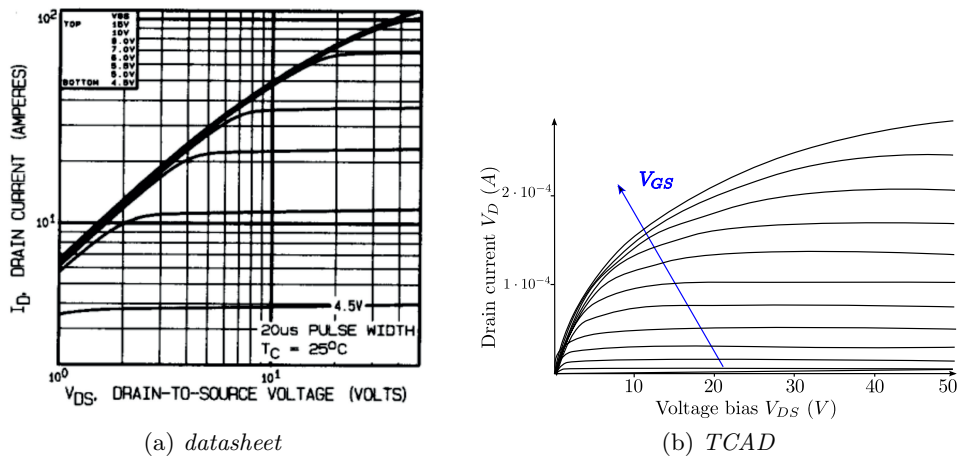 10²
VGS
TOP 15V
10V
8.0V
7.0V
6.0V
5.5V
5.0V
BOTTOM 4.5V
I_D, DRAIN CURRENT (AMPERES)
10¹
4.5V
20us PULSE WIDTH
T_C = 25°C
10⁰ 10¹
V_DS, DRAIN-TO-SOURCE VOLTAGE (VOLTS)
(a) datasheet
V_GS
Drain current V_D (A)
2·10⁻⁴
1·10⁻⁴
10 20 30 40 50
Voltage bias V_DS (V)
(b) TCAD